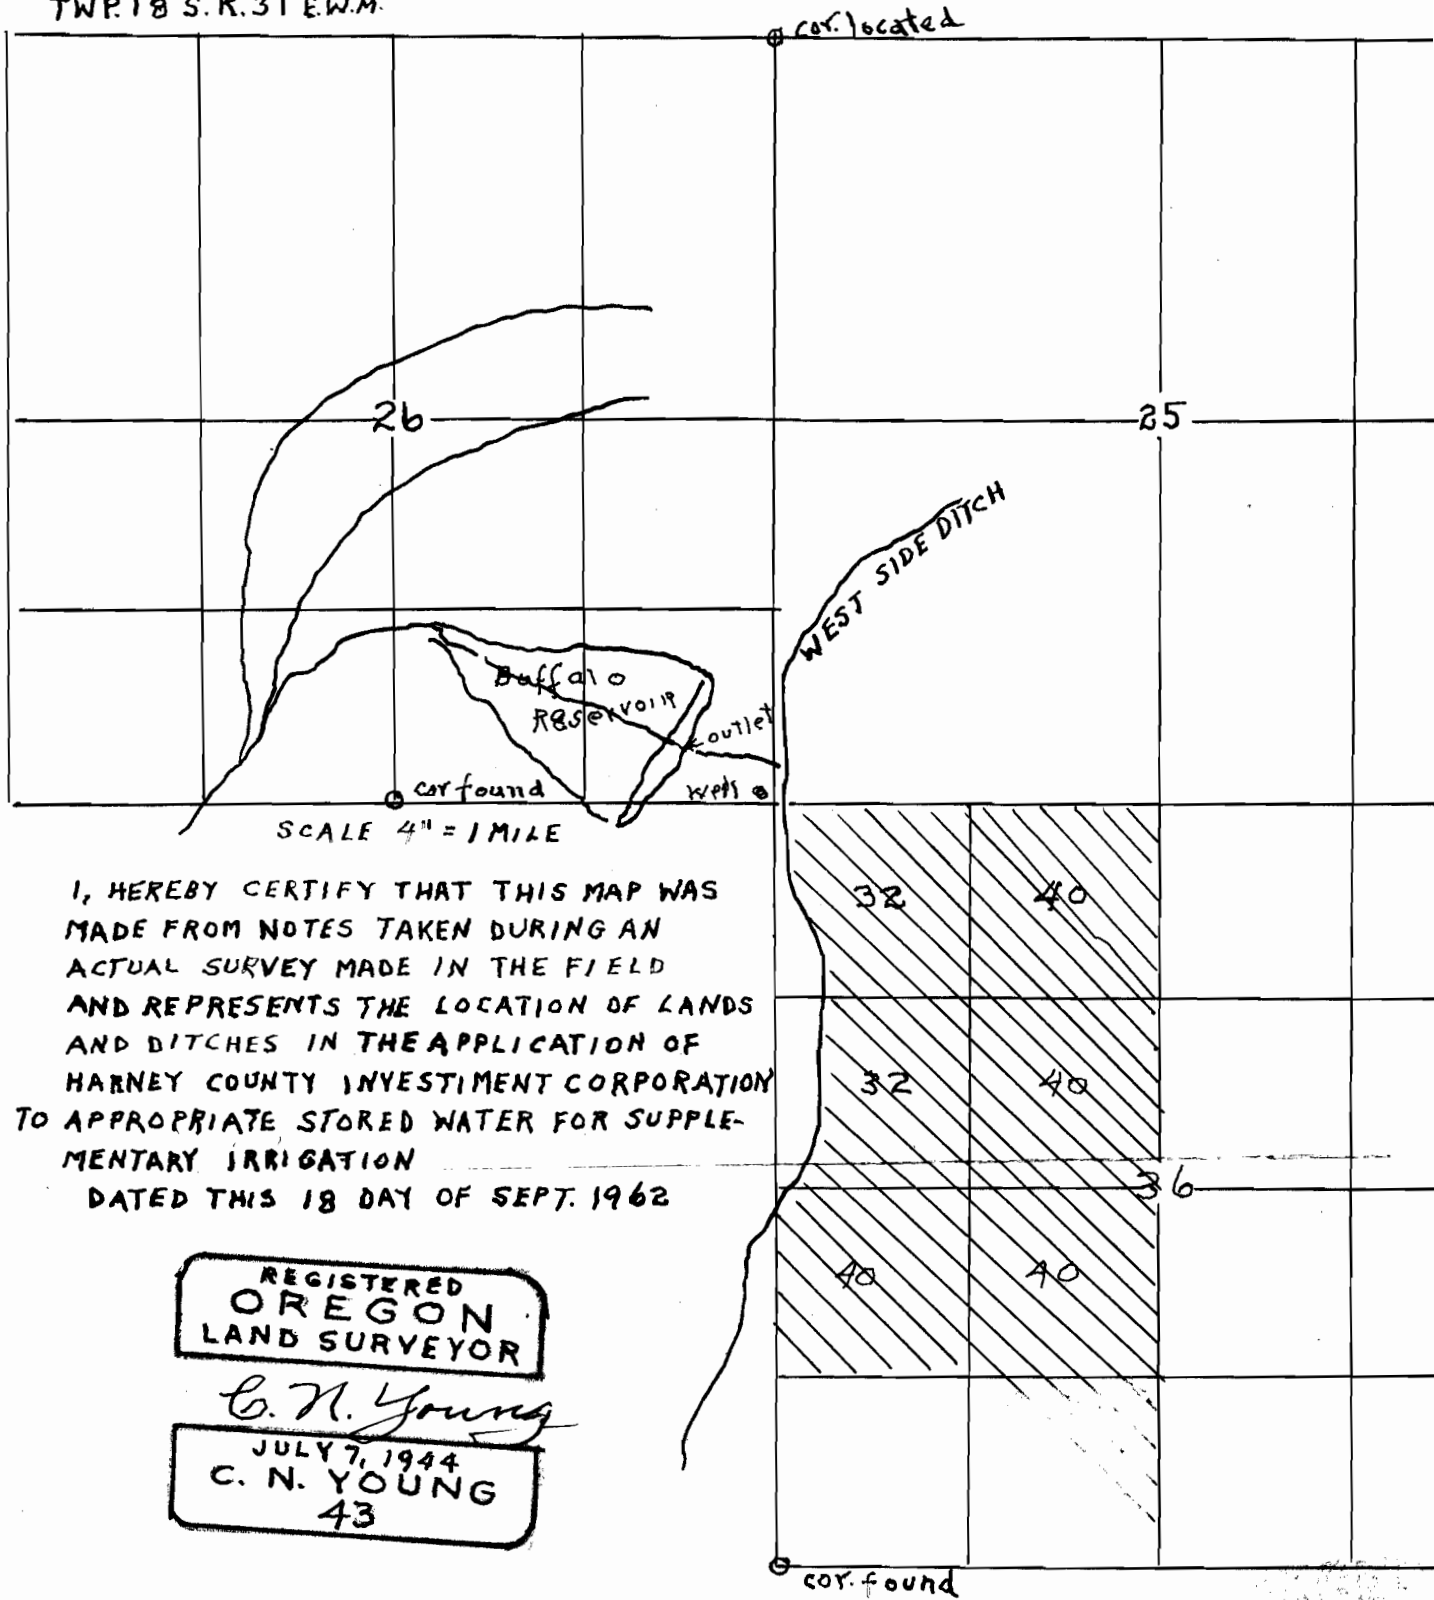 TWP. 18 S. R. 31 E.W.M.
cor. located
26
25
WEST SIDE DITCH
Buffalo
Reservoir
outlet
cor found
SCALE 4" = 1 MILE
32
40
I, HEREBY CERTIFY THAT THIS MAP WAS
MADE FROM NOTES TAKEN DURING AN
ACTUAL SURVEY MADE IN THE FIELD
AND REPRESENTS THE LOCATION OF LANDS
AND DITCHES IN THE APPLICATION OF
HARNEY COUNTY INVESTIMENT CORPORATION
TO APPROPRIATE STORED WATER FOR SUPPLE-
MENTARY IRRIGATION
DATED THIS 18 DAY OF SEPT. 1962
32
40
36
40
40
REGISTERED
OREGON
LAND SURVEYOR
C. N. Young
JULY 7, 1944
C. N. YOUNG
43
cor. found